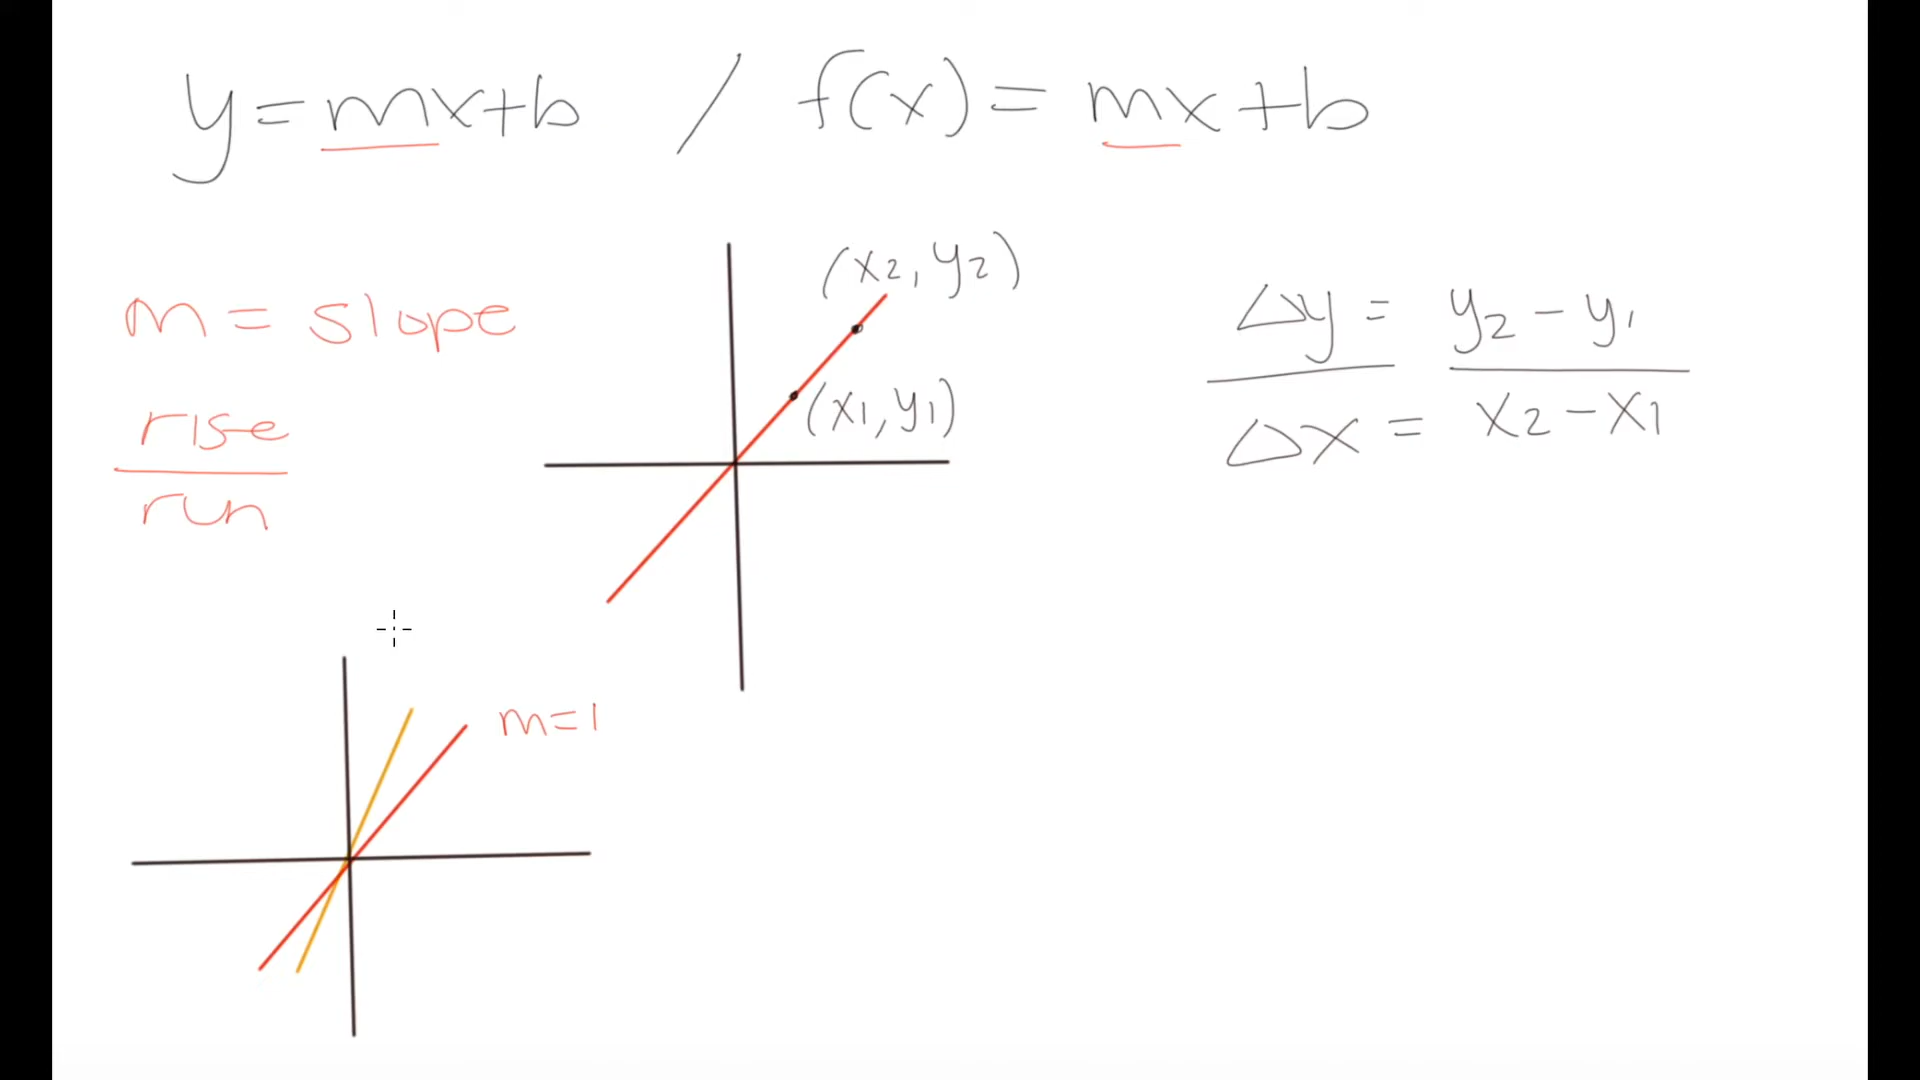 y=mx+b / f(x)=mx+b
m = slope
rise
run
(x2,y2)
(x1,y1)
Δy = y2-y1
Δx = x2-x1
m=1